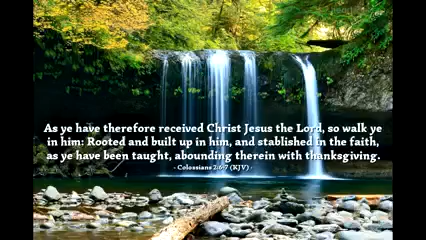 As ye have therefore received Christ Jesus the Lord, so walk ye
in him: Rooted and built up in him, and stablished in the faith,
as ye have been taught, abounding therein with thanksgiving.
- Colossians 2:6-7 (KJV) -